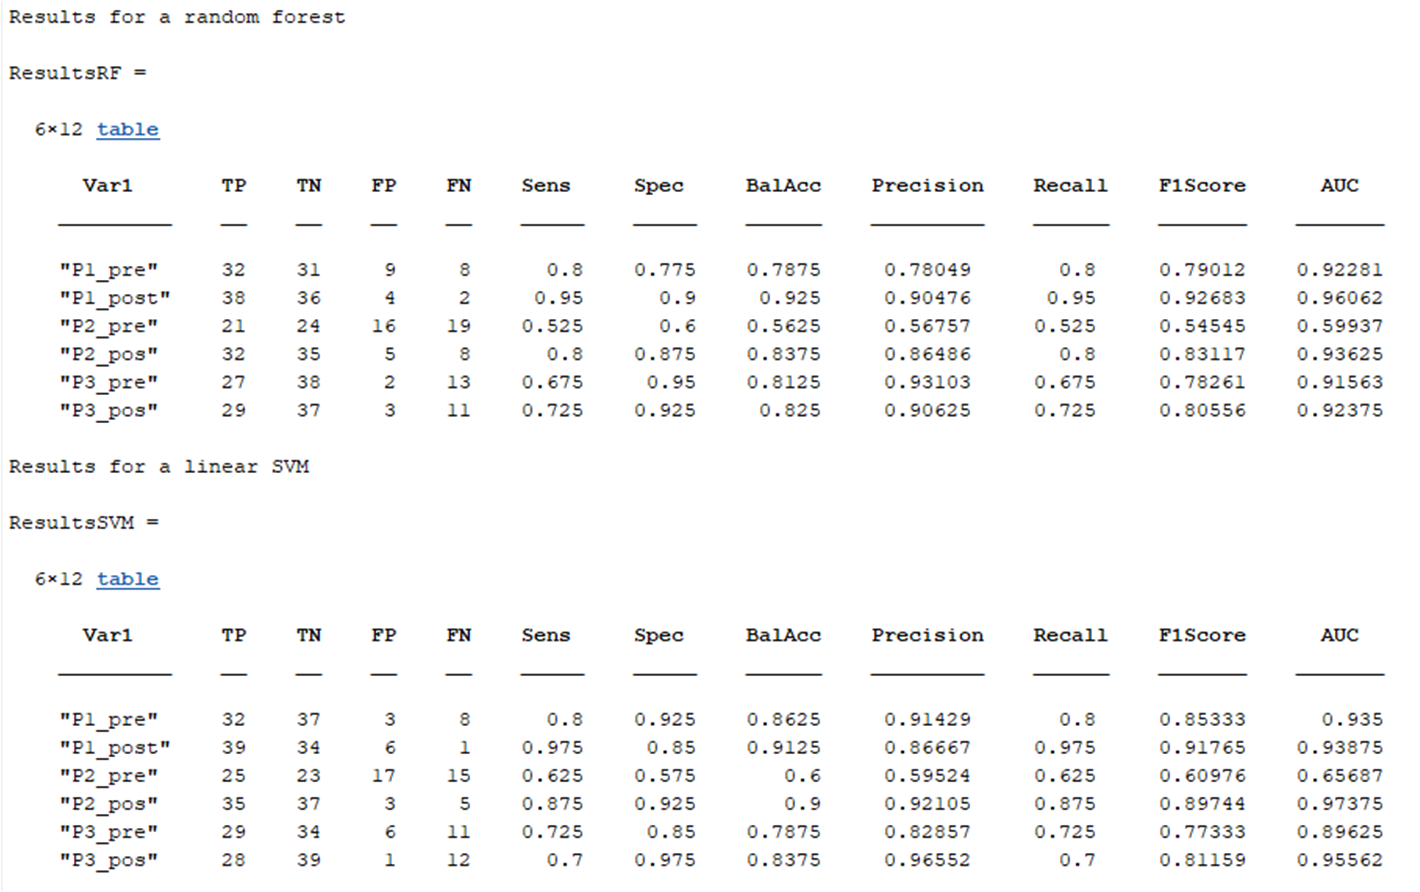 Results for a random forest
ResultsRF =
6×12 table
Var1 TP TN FP FN Sens Spec BalAcc Precision Recall F1Score AUC
"P1_pre" 32 31 9 8 0.8 0.775 0.7875 0.78049 0.8 0.79012 0.92281
"P1_post" 38 36 4 2 0.95 0.9 0.925 0.90476 0.95 0.92683 0.96062
"P2_pre" 21 24 16 19 0.525 0.6 0.5625 0.56757 0.525 0.54545 0.59937
"P2_pos" 32 35 5 8 0.8 0.875 0.8375 0.86486 0.8 0.83117 0.93625
"P3_pre" 27 38 2 13 0.675 0.95 0.8125 0.93103 0.675 0.78261 0.91563
"P3_pos" 29 37 3 11 0.725 0.925 0.825 0.90625 0.725 0.80556 0.92375
Results for a linear SVM
ResultsSVM =
6×12 table
Var1 TP TN FP FN Sens Spec BalAcc Precision Recall F1Score AUC
"P1_pre" 32 37 3 8 0.8 0.925 0.8625 0.91429 0.8 0.85333 0.935
"P1_post" 39 34 6 1 0.975 0.85 0.9125 0.86667 0.975 0.91765 0.93875
"P2_pre" 25 23 17 15 0.625 0.575 0.6 0.59524 0.625 0.60976 0.65687
"P2_pos" 35 37 3 5 0.875 0.925 0.9 0.92105 0.875 0.89744 0.97375
"P3_pre" 29 34 6 11 0.725 0.85 0.7875 0.82857 0.725 0.77333 0.89625
"P3_pos" 28 39 1 12 0.7 0.975 0.8375 0.96552 0.7 0.81159 0.95562